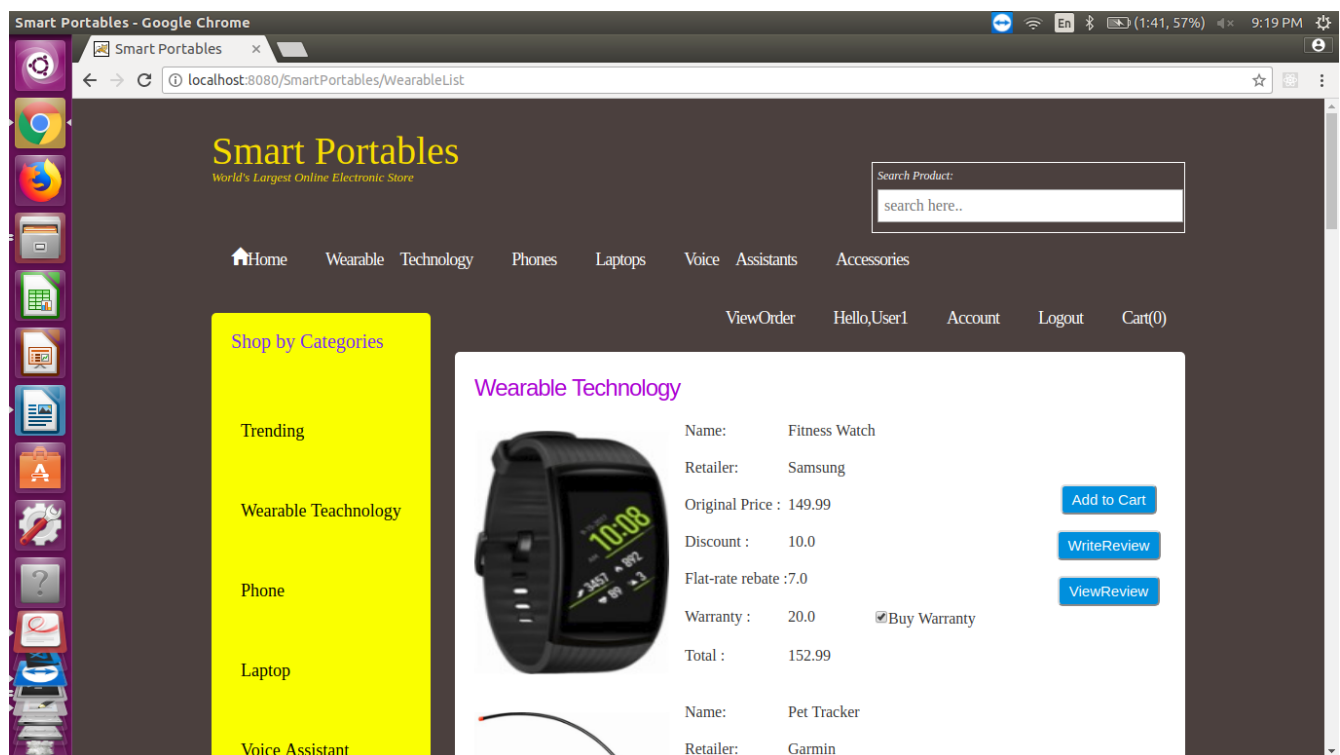 Smart Portables - Google Chrome
En (1:41, 57%) 9:19 PM
Smart Portables
localhost:8080/SmartPortables/WearableList
Smart Portables
World's Largest Online Electronic Store
Search Product:
search here..
Home Wearable Technology Phones Laptops Voice Assistants Accessories
ViewOrder Hello,User1 Account Logout Cart(0)
Shop by Categories
Trending
Wearable Teachnology
Phone
Laptop
Voice Assistant
Wearable Technology
10:08
3457 892
89 3
Name: Fitness Watch
Retailer: Samsung
Original Price : 149.99
Discount : 10.0
Flat-rate rebate :7.0
Warranty : 20.0 Buy Warranty
Total : 152.99
Add to Cart
WriteReview
ViewReview
Name: Pet Tracker
Retailer: Garmin